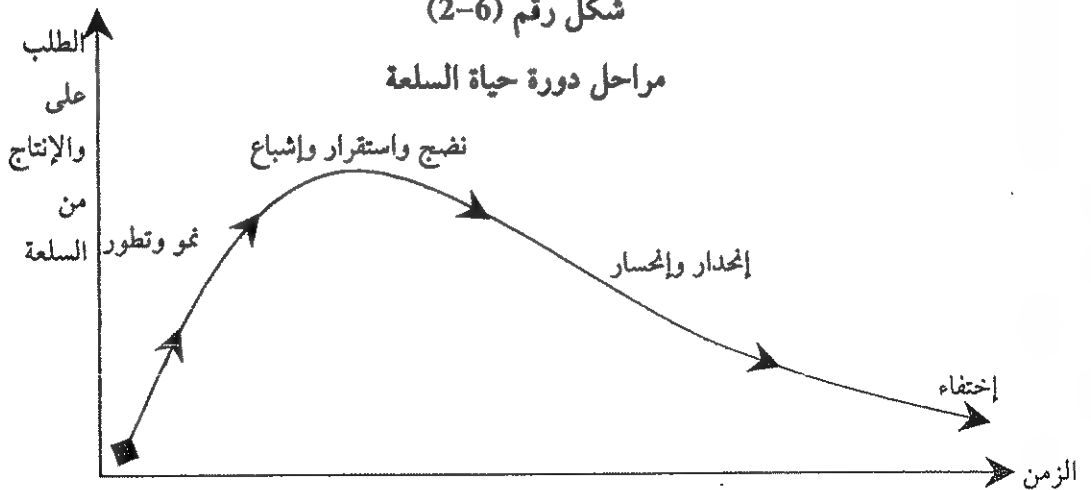 شكل رقم (6-2)
مراحل دورة حياة السلعة
الطلب
على
والإنتاج
من
السلعة
نمو وتطور
نضج واستقرار وإشباع
إنحدار وإنحسار
إختفاء
الزمن